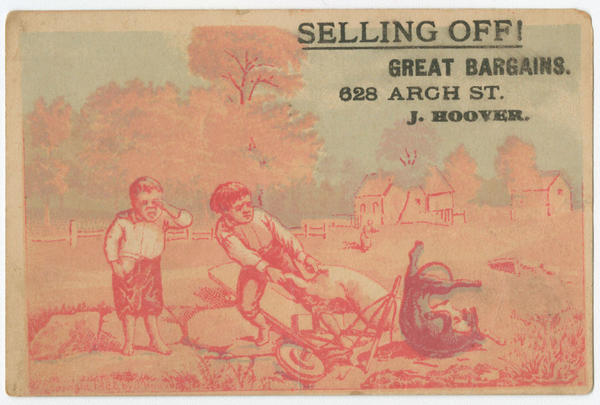 SELLING OFF!
GREAT BARGAINS.
628 ARCH ST.
J. HOOVER.